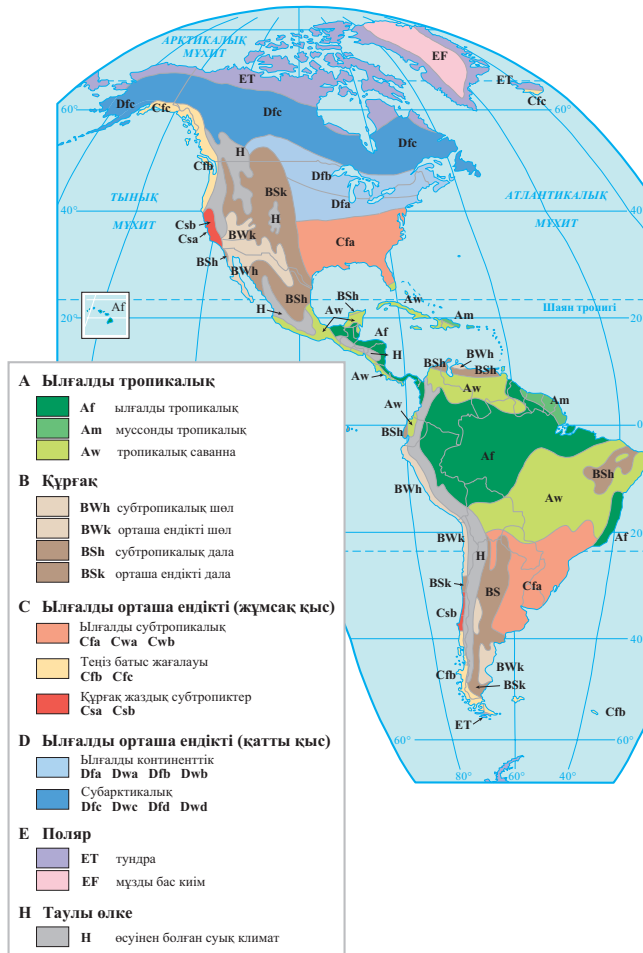 АРКТИКАЛЫҚ
МҰХИТ
EF
ET
ET
Cfc
Dfc
Cfc
Dfc
Dfc
60°
60°
H
Cfb
Dfb
BSk
ТЫНЫҚ
МҰХИТ
АТЛАНТИКАЛЫҚ
МҰХИТ
Dfa
40°
40°
H
Csb
Csa
BWk
Cfa
BSh
BWh
BSh
BSh
Aw
Af
Шаян тропигі
H
Aw
Am
20°
20°
Af
H
BWh
BSh
BSh
Aw
Aw
Am
Aw
0°
BSh
Af
BSh
BWh
Aw
20°
BWk
H
Af
BSk
BS
Cfa
Csb
40°
BWk
Cfb
BSk
Cfb
ET
60°
60°
80°
60°
40°
A Ылғалды тропикалық
Af ылғалды тропикалық
Am муссонды тропикалық
Aw тропикалық саванна
B Құрғақ
BWh субтропикалық шөл
BWk орташа ендікті шөл
BSh субтропикалық дала
BSk орташа ендікті дала
C Ылғалды орташа ендікті (жұмсақ қыс)
Ылғалды субтропикалық
Cfa Cwa Cwb
Теңіз батыс жағалауы
Cfb Cfc
Құрғақ жаздық субтропиктер
Csa Csb
D Ылғалды орташа ендікті (қатты қыс)
Ылғалды континенттік
Dfa Dwa Dfb Dwb
Субарктикалық
Dfc Dwc Dfd Dwd
E Поляр
ET тундра
EF мұзды бас киім
H Таулы өлке
H өсуінен болған суық климат